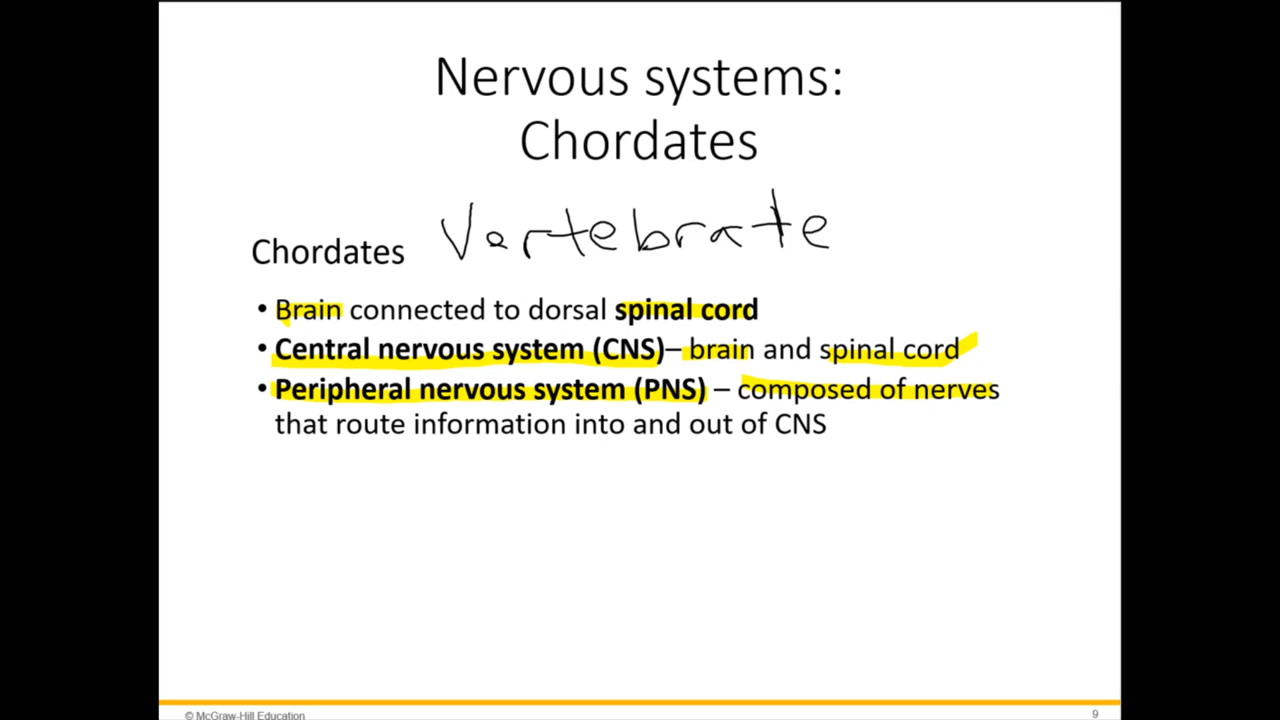 Nervous systems:
Chordates
Vertebrate
Chordates
• Brain connected to dorsal spinal cord
• Central nervous system (CNS)– brain and spinal cord
• Peripheral nervous system (PNS) – composed of nerves
that route information into and out of CNS
© McGraw-Hill Education
9